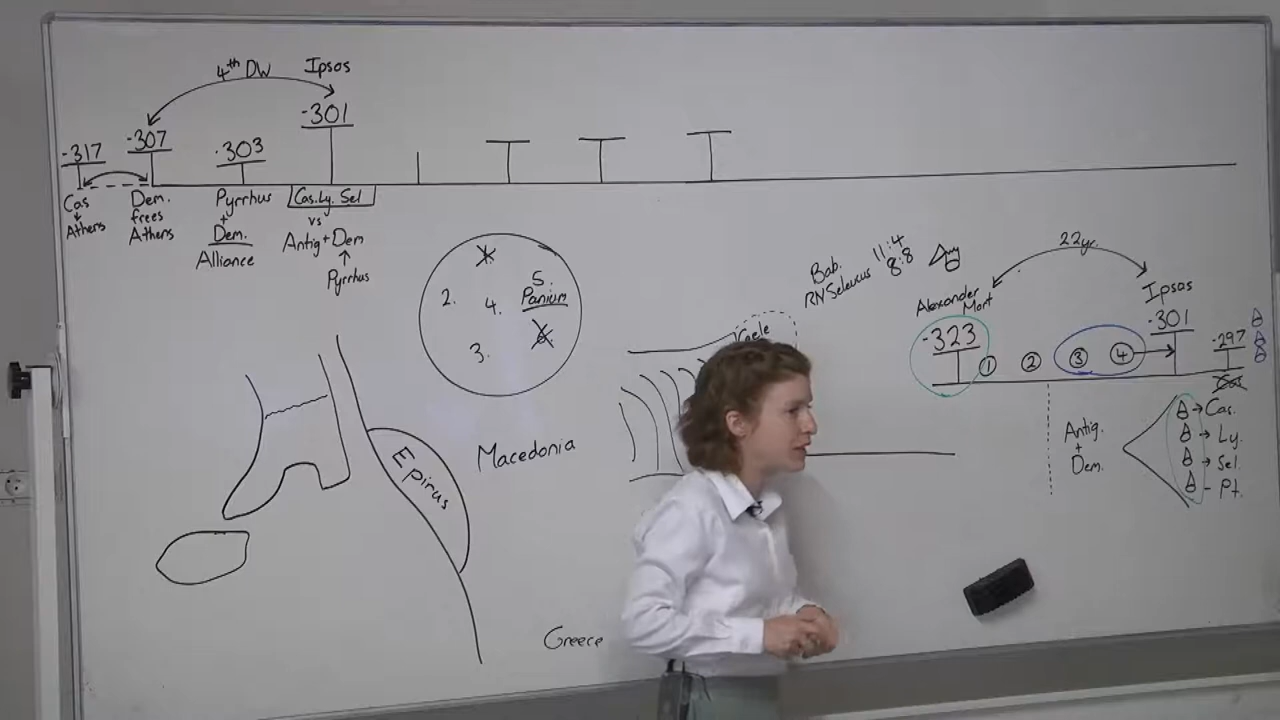 4th DW
Ipsos
-317
-307
-303
-301
Cas
Athens
Dem.
frees
Athens
Pyrrhus
+
Dem.
Alliance
Cas. Ly. Sel
vs
Antig + Dem
Pyrrhus
2.
4.
5.
Panium
3.
Epirus
Macedonia
Greece
Coele
Bab.
RN Seleucus
11:4
8:8
22yr.
Alexander
Mort
Ipsos
-323
-301
-297
1
2
3
4
Antig.
+
Dem.
Cas.
Ly.
Sel.
Pt.